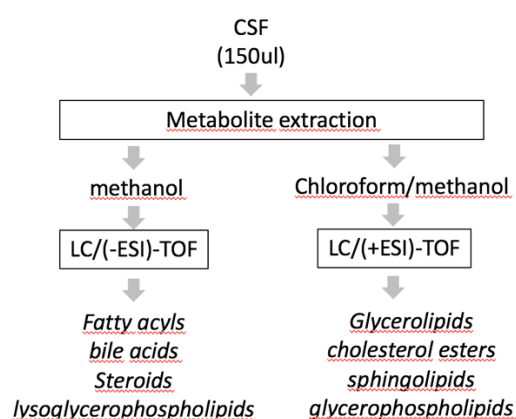 CSF
(150ul)
Metabolite extraction
methanol
Chloroform/methanol
LC/(-ESI)-TOF
LC/(+ESI)-TOF
Fatty acyls
bile acids
Steroids
lysoglycerophospholipids
Glycerolipids
cholesterol esters
sphingolipids
glycerophospholipids